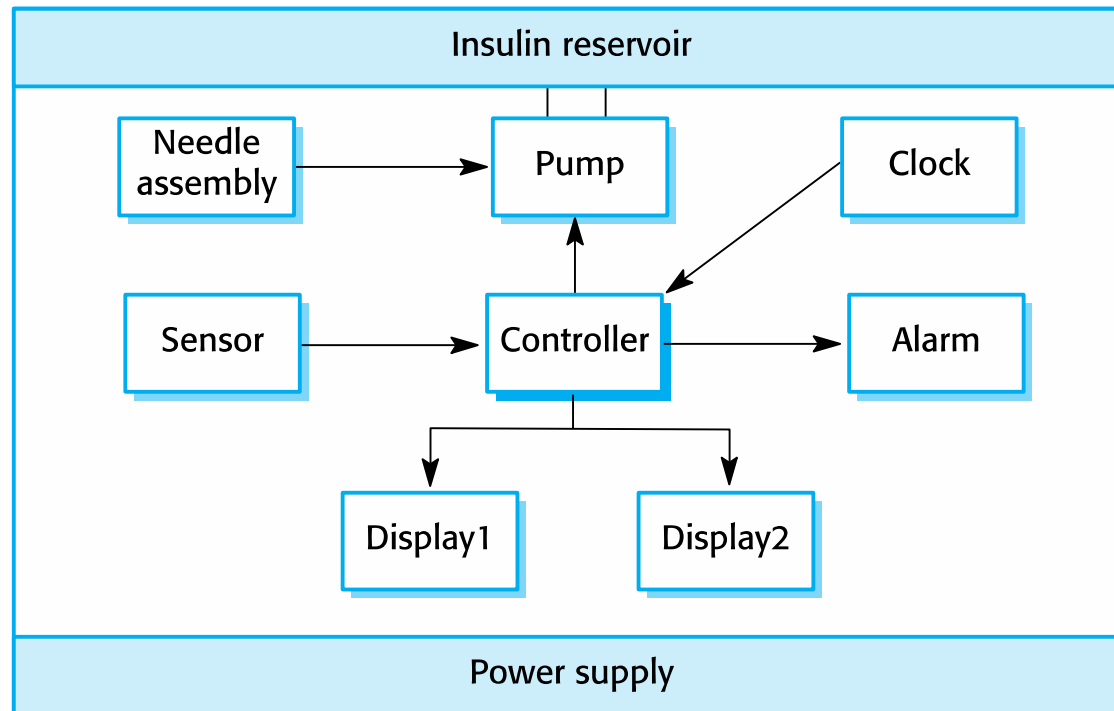 Insulin reservoir
Needle
assembly
Pump
Clock
Sensor
Controller
Alarm
Display1
Display2
Power supply